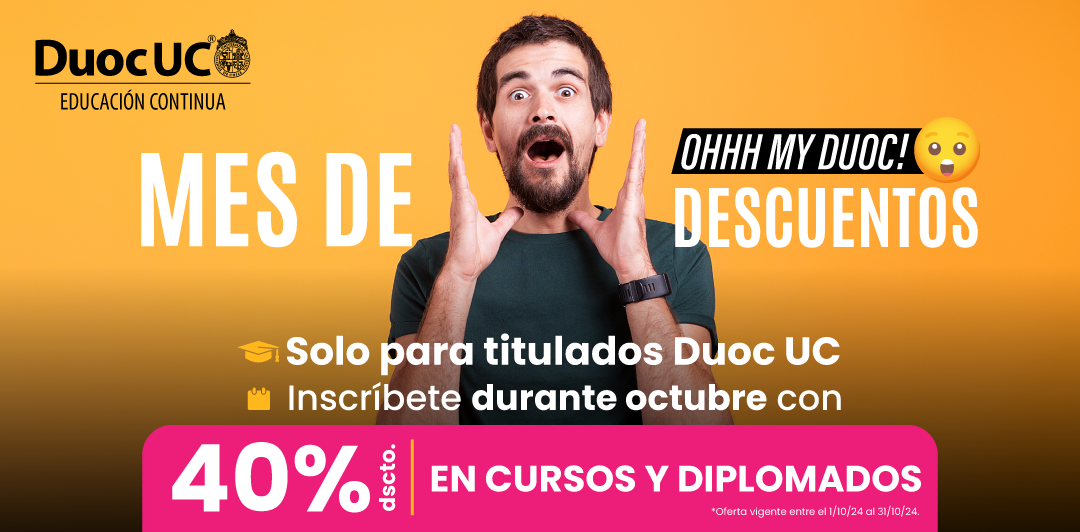 Duoc UC®
EDUCACIÓN CONTINUA
MES DE
OHHH MY DUOC!
DESCUENTOS
Solo para titulados Duoc UC
Inscríbete durante octubre con
40% dscto.
EN CURSOS Y DIPLOMADOS
*Oferta vigente entre el 1/10/24 al 31/10/24.